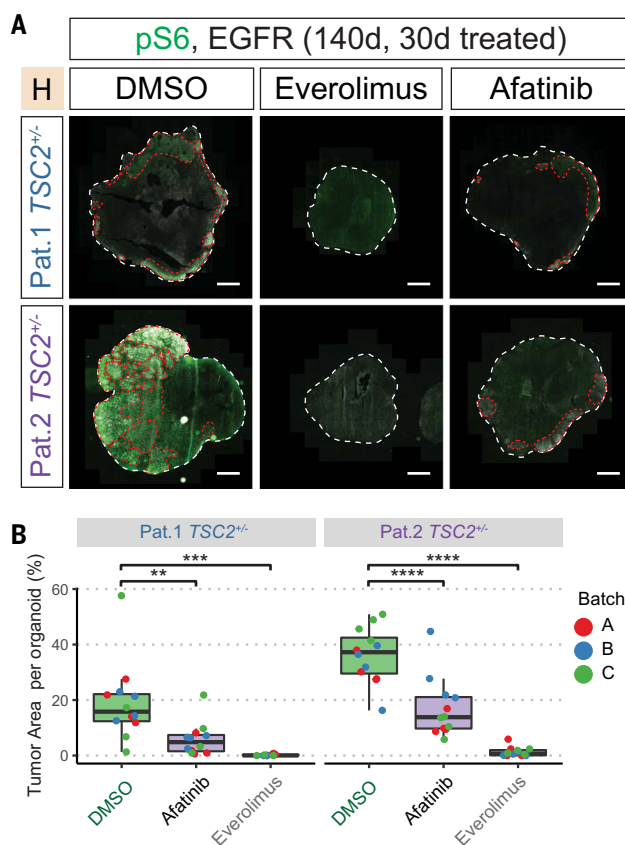 A
pS6, EGFR (140d, 30d treated)
H
DMSO
Everolimus
Afatinib
Pat.1 TSC2+/-
Pat.2 TSC2+/-
B
Pat.1 TSC2+/-
Pat.2 TSC2+/-
***
**
****
****
Tumor Area per organoid (%)
60
40
20
0
Batch
A
B
C
DMSO
Afatinib
Everolimus
DMSO
Afatinib
Everolimus